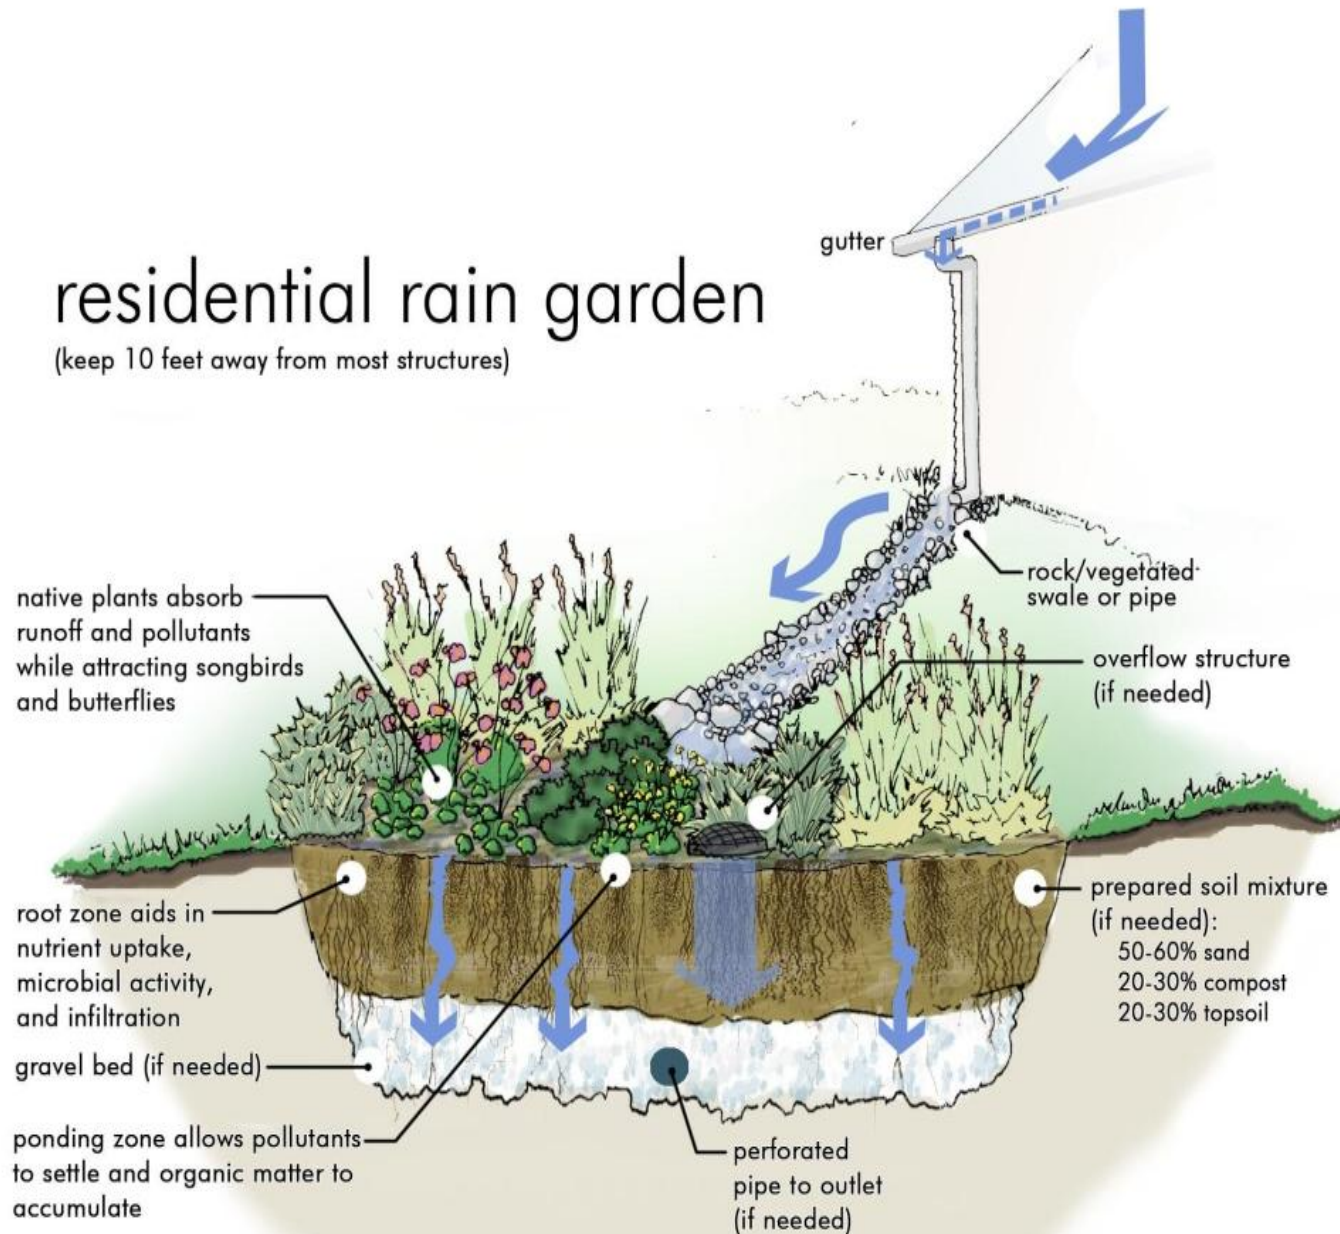 residential rain garden
(keep 10 feet away from most structures)
gutter
native plants absorb
runoff and pollutants
while attracting songbirds
and butterflies
rock/vegetated
swale or pipe
overflow structure
(if needed)
root zone aids in
nutrient uptake,
microbial activity,
and infiltration
prepared soil mixture
(if needed):
50-60% sand
20-30% compost
20-30% topsoil
gravel bed (if needed)
ponding zone allows pollutants
to settle and organic matter to
accumulate
perforated
pipe to outlet
(if needed)